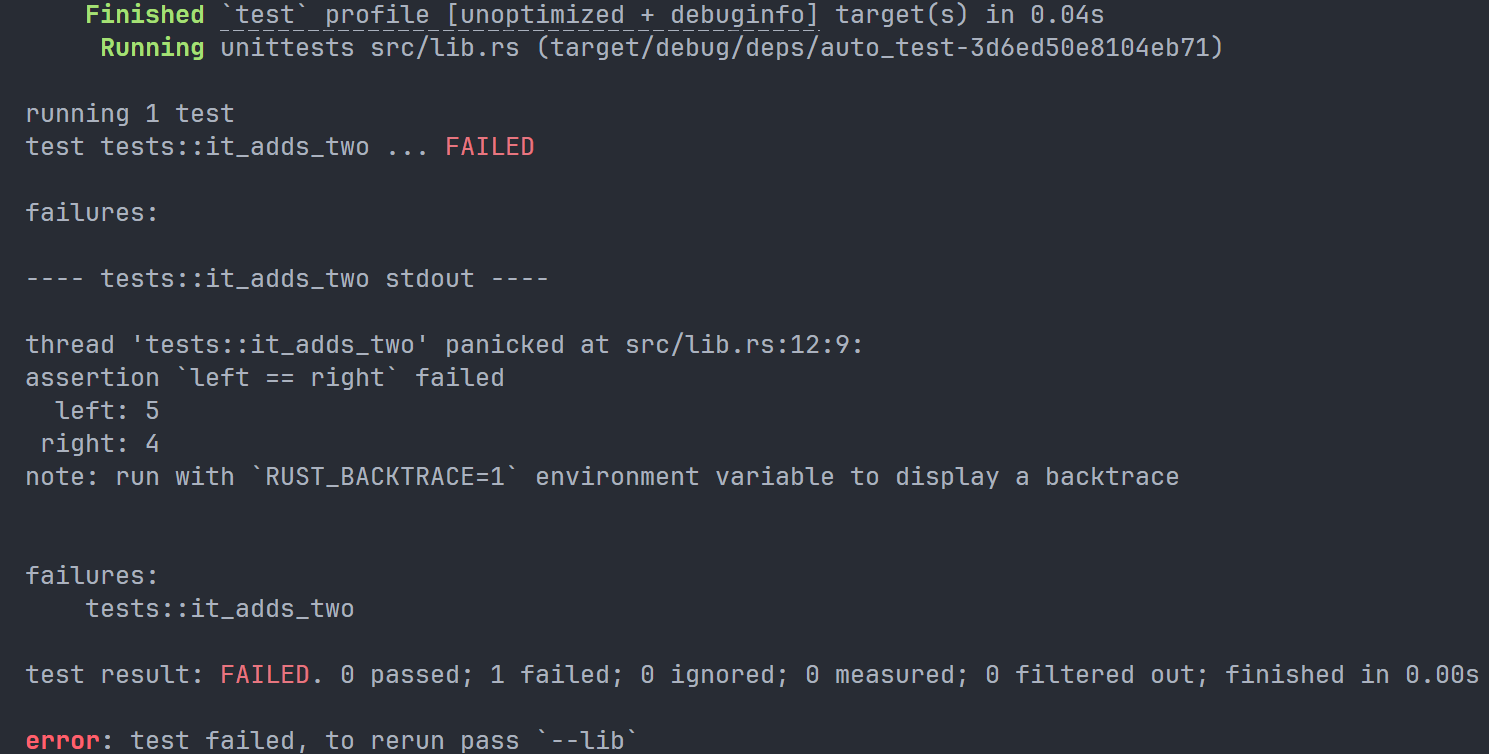 Finished `test` profile [unoptimized + debuginfo] target(s) in 0.04s
Running unittests src/lib.rs (target/debug/deps/auto_test-3d6ed50e8104eb71)
running 1 test
test tests::it_adds_two ... FAILED
failures:
---- tests::it_adds_two stdout ----
thread 'tests::it_adds_two' panicked at src/lib.rs:12:9:
assertion `left == right` failed
left: 5
right: 4
note: run with `RUST_BACKTRACE=1` environment variable to display a backtrace
failures:
tests::it_adds_two
test result: FAILED. 0 passed; 1 failed; 0 ignored; 0 measured; 0 filtered out; finished in 0.00s
error: test failed, to rerun pass `--lib`